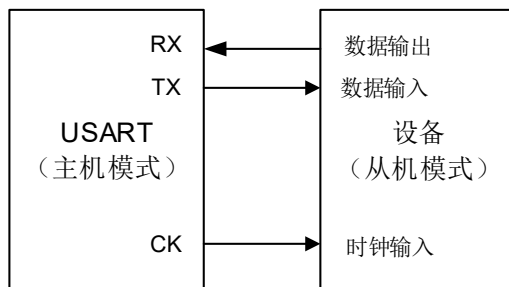 RX
TX
USART
（主机模式）
CK
数据输出
数据输入
设备
（从机模式）
时钟输入